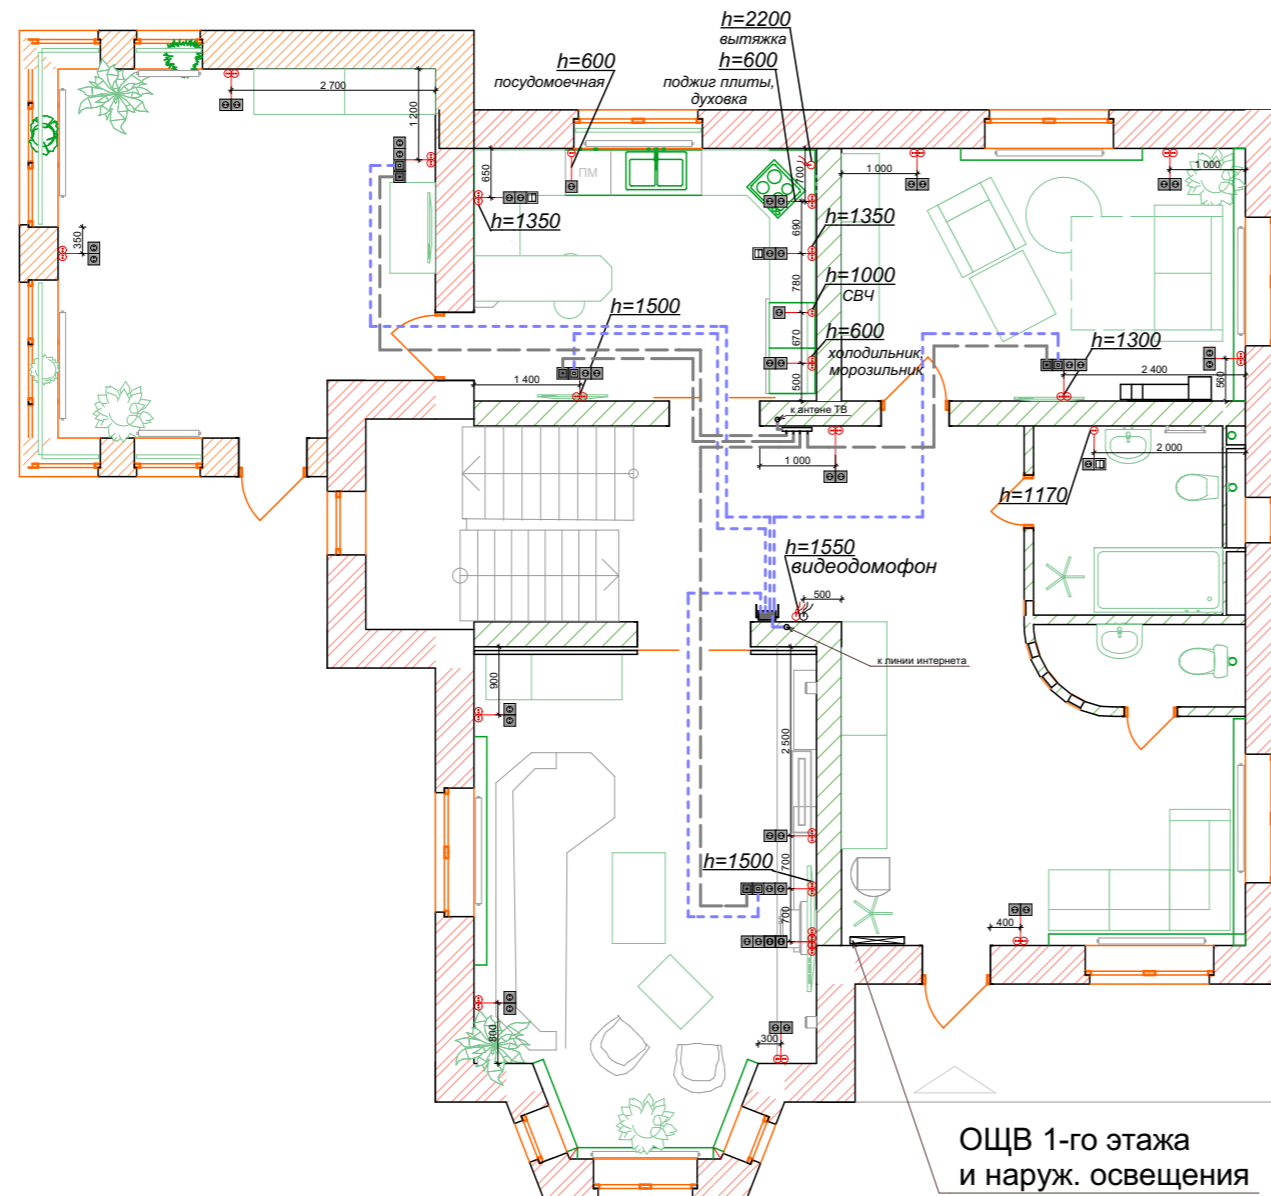 h=2200
вытяжка
h=600
посудомоечная
h=600
поджиг плиты,
духовка
2 700
1 200
650
ПМ
700
1 000
1 000
h=1350
h=1350
350
690
780
h=1000
СВЧ
h=1500
670
h=600
холодильник,
морозильник
h=1300
1 400
500
2 400
560
к антене ТВ
1 000
2 000
h=1170
h=1550
видеодомофон
500
к линии интернета
900
2 500
h=1500
700
700
400
800
300
ОЩВ 1-го этажа
и наруж. освещения